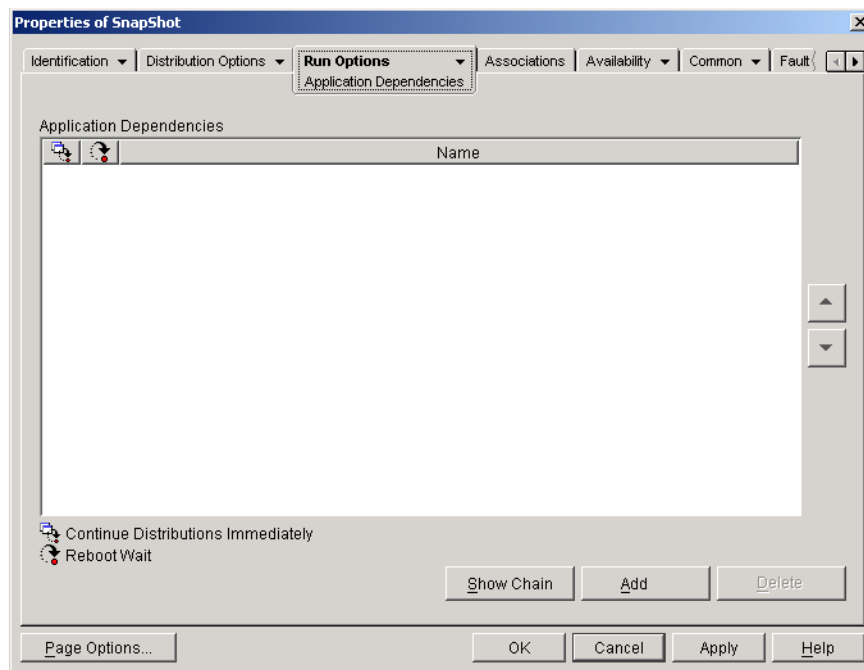 Properties of SnapShot
Identification Distribution Options Run Options Associations Availability Common Fault
Application Dependencies
Application Dependencies
Name
Continue Distributions Immediately
Reboot Wait
Show Chain Add Delete
Page Options... OK Cancel Apply Help